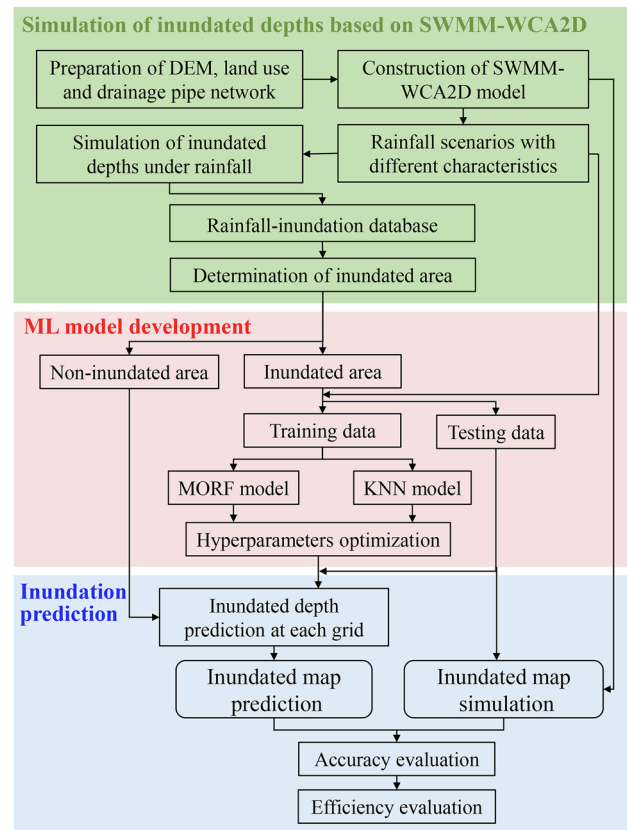 Simulation of inundated depths based on SWMM-WCA2D
Preparation of DEM, land use
and drainage pipe network
Construction of SWMM-
WCA2D model
Simulation of inundated
depths under rainfall
Rainfall scenarios with
different characteristics
Rainfall-inundation database
Determination of inundated area
ML model development
Non-inundated area
Inundated area
Training data
Testing data
MORF model
KNN model
Hyperparameters optimization
Inundation
prediction
Inundated depth
prediction at each grid
Inundated map
prediction
Inundated map
simulation
Accuracy evaluation
Efficiency evaluation